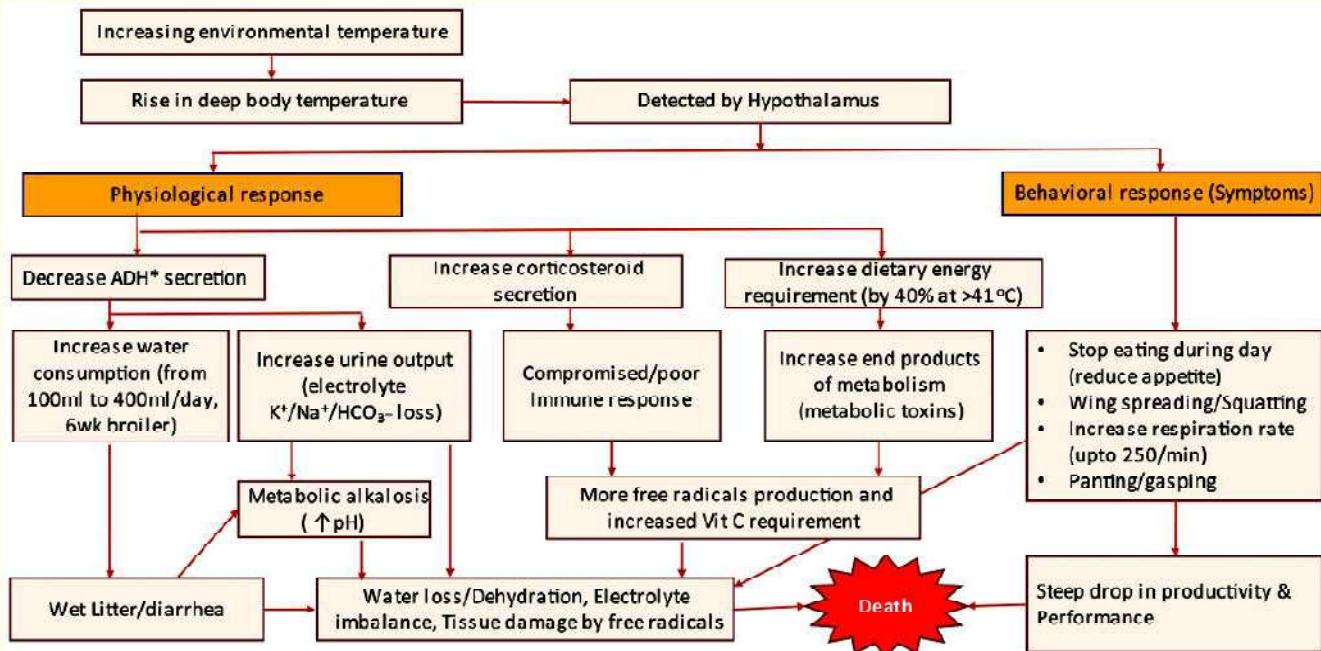 Increasing environmental temperature
Rise in deep body temperature
Detected by Hypothalamus
Physiological response
Behavioral response (Symptoms)
Decrease ADH* secretion
Increase corticosteroid
secretion
Increase dietary energy
requirement (by 40% at >41°C)
Increase water
consumption (from
100ml to 400ml/day,
6wk broiler)
Increase urine output
(electrolyte
K⁺/Na⁺/HCO₃– loss)
Compromised/poor
Immune response
Increase end products
of metabolism
(metabolic toxins)
• Stop eating during day
(reduce appetite)
• Wing spreading/Squatting
• Increase respiration rate
(upto 250/min)
• Panting/gasping
Metabolic alkalosis
( ↑pH)
More free radicals production and
increased Vit C requirement
Wet Litter/diarrhea
Water loss/Dehydration, Electrolyte
imbalance, Tissue damage by free radicals
Death
Steep drop in productivity &
Performance